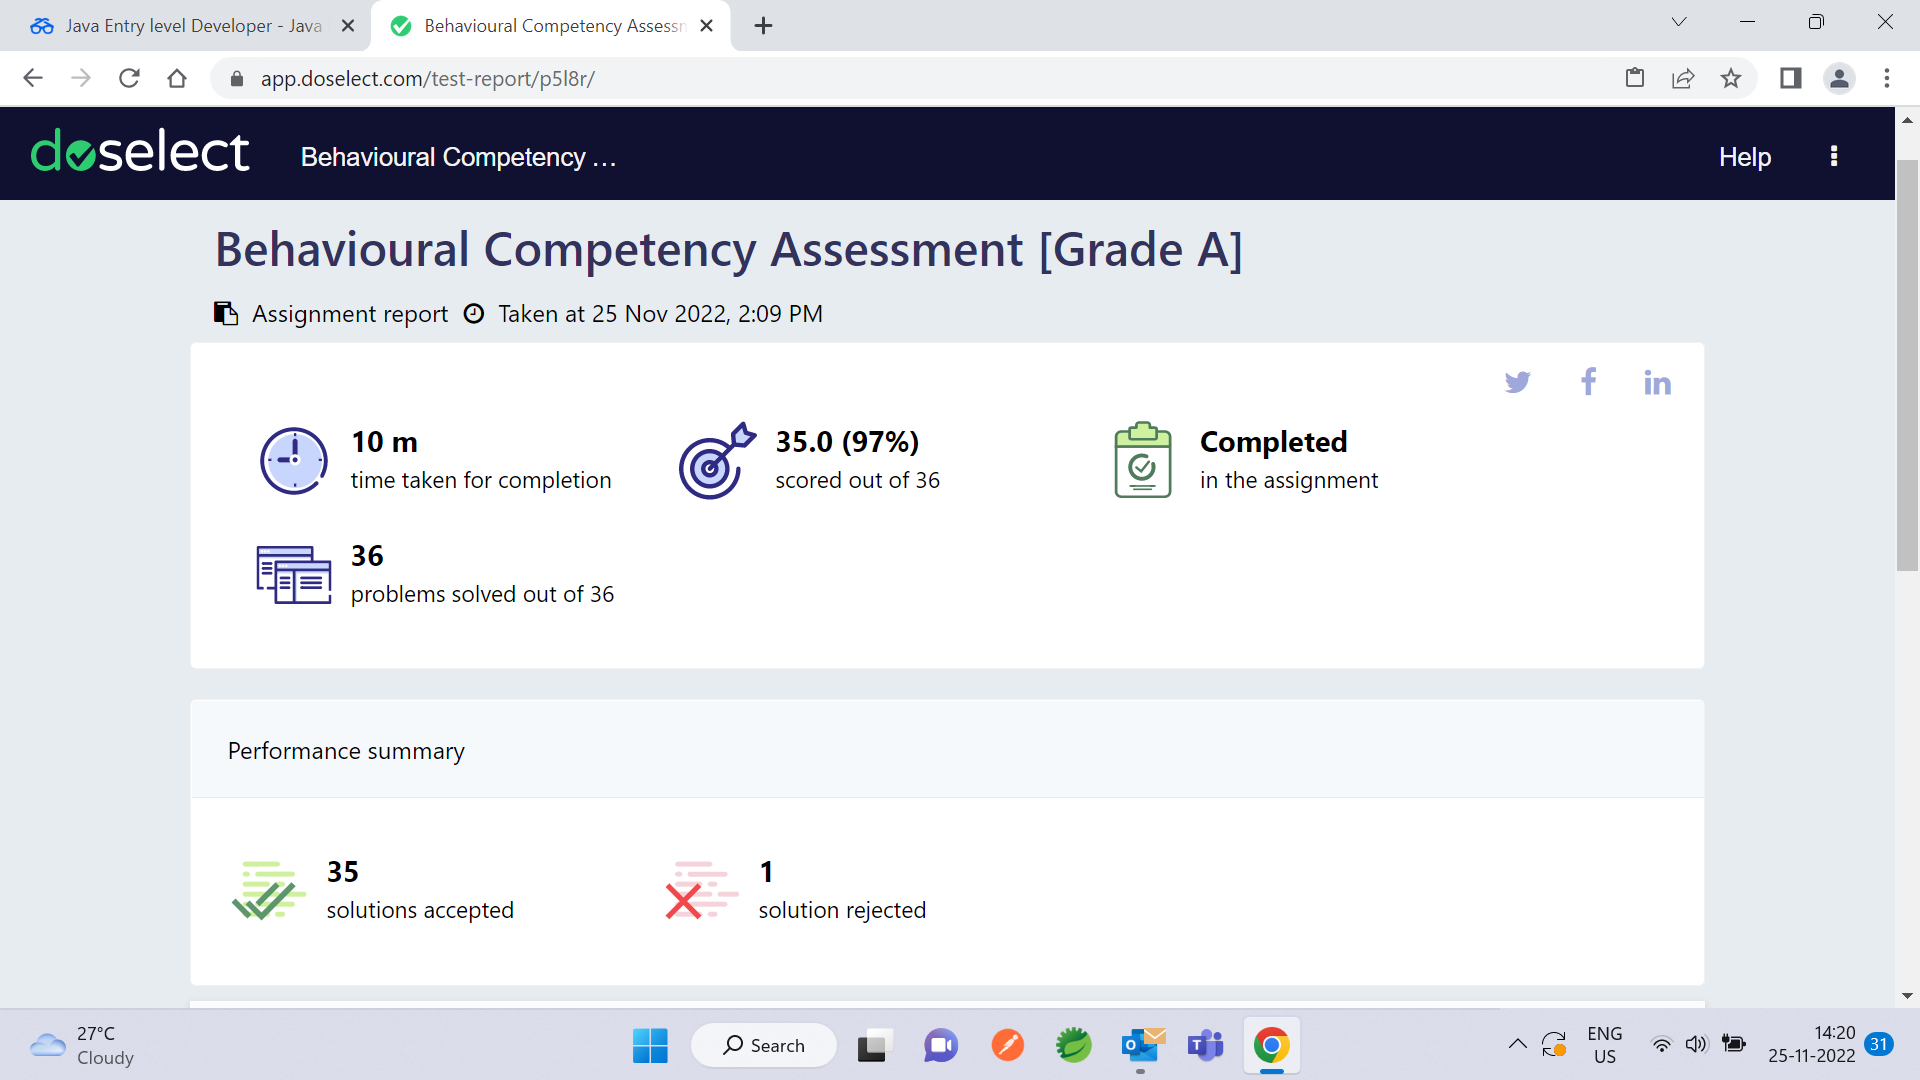 Java Entry level Developer - Java
Behavioural Competency Assessm
app.doselect.com/test-report/p5l8r/
doselect
Behavioural Competency ...
Help
Behavioural Competency Assessment [Grade A]
Assignment report Taken at 25 Nov 2022, 2:09 PM
10 m
time taken for completion
35.0 (97%)
scored out of 36
Completed
in the assignment
36
problems solved out of 36
Performance summary
35
solutions accepted
1
solution rejected
27°C
Cloudy
Search
ENG
US
14:20
25-11-2022
31